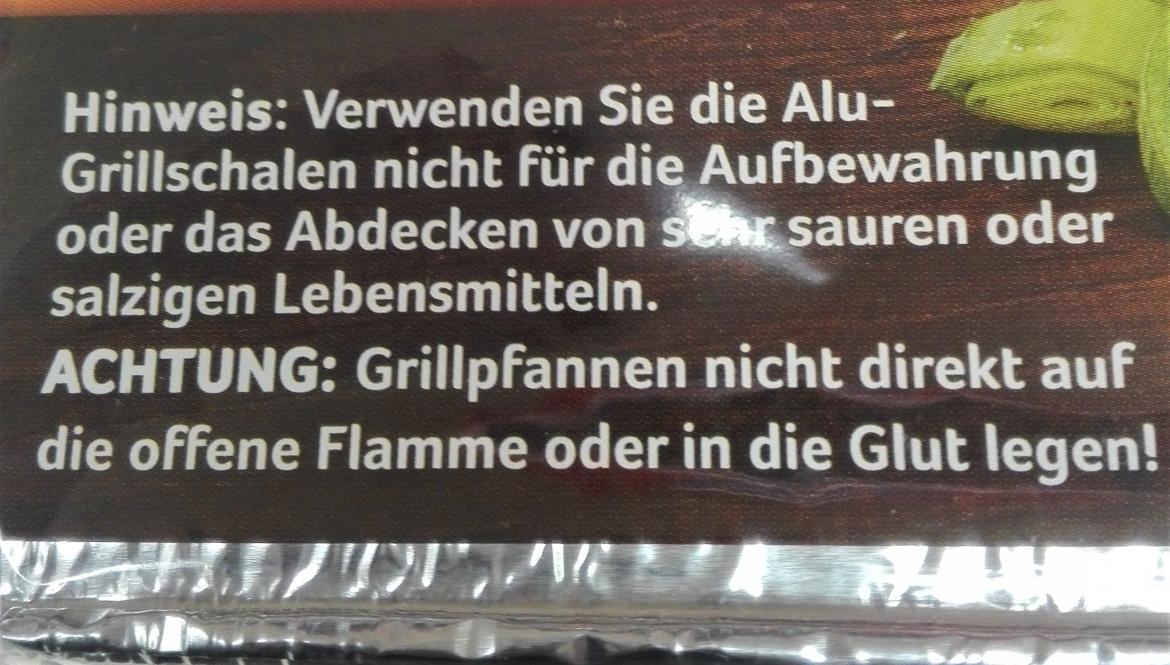 Hinweis: Verwenden Sie die Alu-
Grillschalen nicht für die Aufbewahrung
oder das Abdecken von sehr sauren oder
salzigen Lebensmitteln.
ACHTUNG: Grillpfannen nicht direkt auf
die offene Flamme oder in die Glut legen!